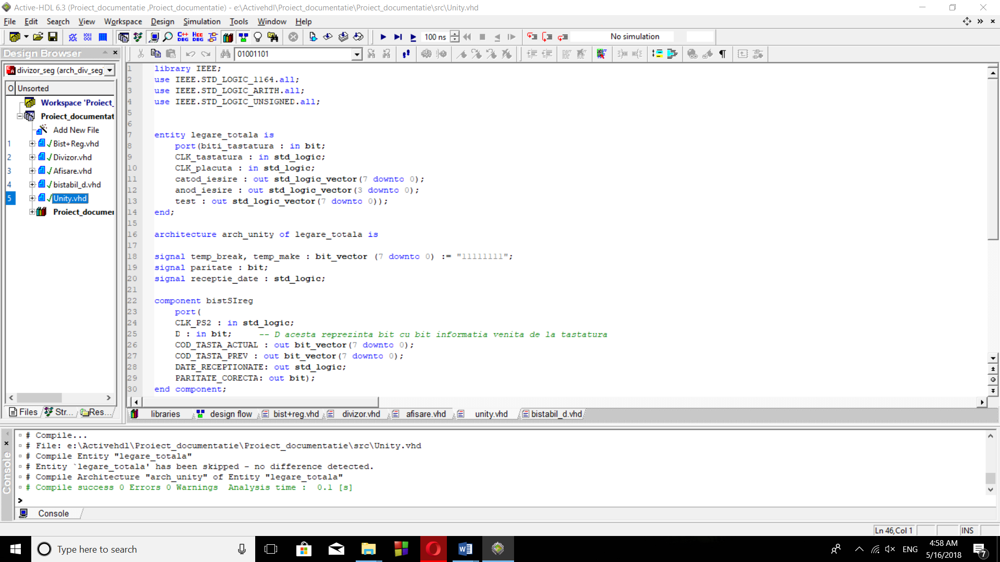 Active-HDL 6.3 (Proiect_documentatie ,Proiect_documentatie) - e:\Activehdl\Proiect_documentatie\Proiect_documentatie\src\Unity.vhd
File Edit Search View Workspace Design Simulation Tools Window Help
C++ DBG HCC DBG 100 ns No simulation
Design Browser
01001101
divizor_seg (arch_div_seg
O Unsorted
Workspace 'Proiect_
Proiect_documentat
Add New File
1 Bist+Reg.vhd
2 Divizor.vhd
3 Afisare.vhd
4 bistabil_d.vhd
5 Unity.vhd
Proiect_documer
Files Str... Res...
1 library IEEE;
2 use IEEE.STD_LOGIC_1164.all;
3 use IEEE.STD_LOGIC_ARITH.all;
4 use IEEE.STD_LOGIC_UNSIGNED.all;
5
6
7 entity legare_totala is
8 port(biti_tastatura : in bit;
9 CLK_tastatura : in std_logic;
10 CLK_placuta : in std_logic;
11 catod_iesire : out std_logic_vector(7 downto 0);
12 anod_iesire : out std_logic_vector(3 downto 0);
13 test : out std_logic_vector(7 downto 0));
14 end;
15
16 architecture arch_unity of legare_totala is
17
18 signal temp_break, temp_make : bit_vector (7 downto 0) := "11111111";
19 signal paritate : bit;
20 signal receptie_date : std_logic;
21
22 component bistSIreg
23 port(
24 CLK_PS2 : in std_logic;
25 D : in bit; -- D acesta reprezinta bit cu bit informatia venita de la tastatura
26 COD_TASTA_ACTUAL : out bit_vector(7 downto 0);
27 COD_TASTA_PREV : out bit_vector(7 downto 0);
28 DATE_RECEPTIONATE: out std_logic;
29 PARITATE_CORECTA: out bit);
30 end component;
libraries design flow bist+reg.vhd divizor.vhd afisare.vhd unity.vhd bistabil_d.vhd
# Compile...
# File: e:\Activehdl\Proiect_documentatie\Proiect_documentatie\src\Unity.vhd
# Compile Entity "legare_totala"
# Entity `legare_totala' has been skipped - no difference detected.
# Compile Architecture "arch_unity" of Entity "legare_totala"
# Compile success 0 Errors 0 Warnings Analysis time : 0.1 [s]
>
Console
Console
Ln 46,Col 1 INS
Type here to search
ENG
4:58 AM
5/16/2018
7